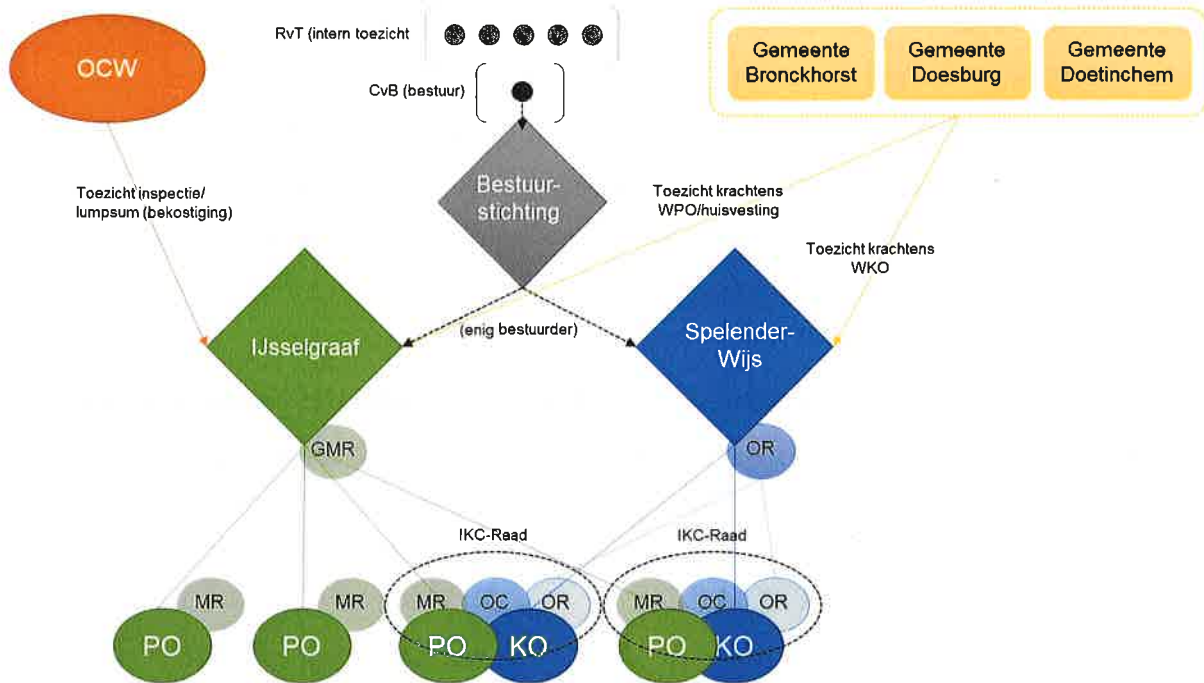 OCW
RvT (intern toezicht
CvB (bestuur)
Gemeente
Bronckhorst
Gemeente
Doesburg
Gemeente
Doetinchem
Toezicht inspectie/
lumpsum (bekostiging)
Bestuur-
stichting
Toezicht krachtens
WPO/huisvesting
Toezicht krachtens
WKO
IJsselgraaf
(enig bestuurder)
Spelender-
Wijs
GMR
OR
IKC-Raad
IKC-Raad
MR
MR
MR
OC
OR
MR
OC
OR
PO
PO
PO
KO
PO
KO